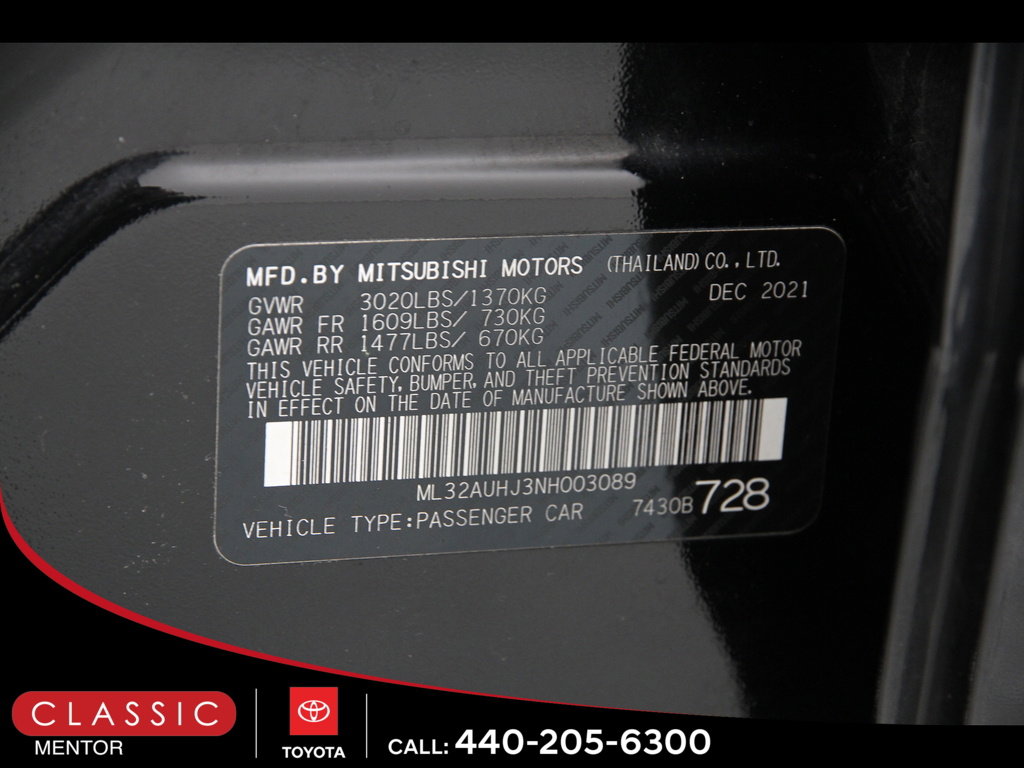 MFD.BY MITSUBISHI MOTORS (THAILAND)CO.,LTD.
GVWR 3020LBS/1370KG DEC 2021
GAWR FR 1609LBS/ 730KG
GAWR RR 1477LBS/ 670KG
THIS VEHICLE CONFORMS TO ALL APPLICABLE FEDERAL MOTOR
VEHICLE SAFETY, BUMPER, AND THEFT PREVENTION STANDARDS
IN EFFECT ON THE DATE OF MANUFACTURE SHOWN ABOVE.
ML32AUHJ3NH003089
VEHICLE TYPE:PASSENGER CAR 7430B 728
CLASSIC
MENTOR
TOYOTA
CALL: 440-205-6300